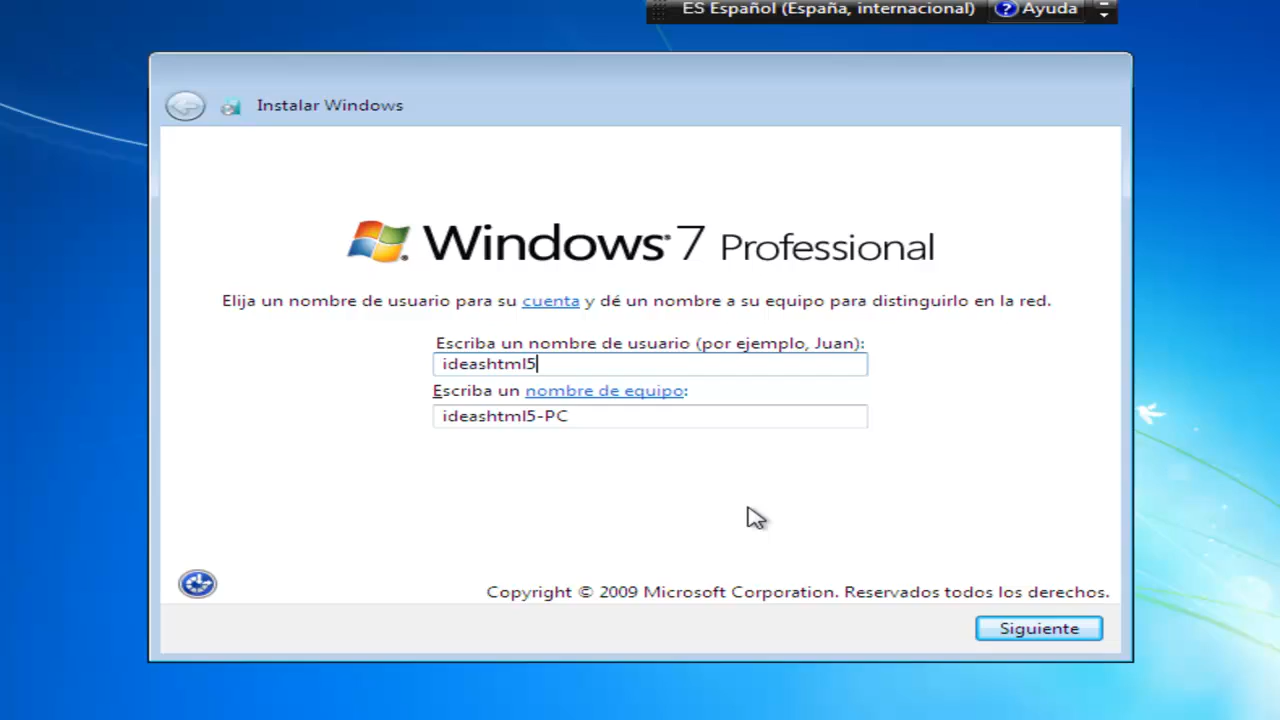 ES Español (España, internacional) ? Ayuda
Instalar Windows
Windows® 7 Professional
Elija un nombre de usuario para su cuenta y dé un nombre a su equipo para distinguirlo en la red.
Escriba un nombre de usuario (por ejemplo, Juan):
ideashtml5
Escriba un nombre de equipo:
ideashtml5-PC
Copyright © 2009 Microsoft Corporation. Reservados todos los derechos.
Siguiente